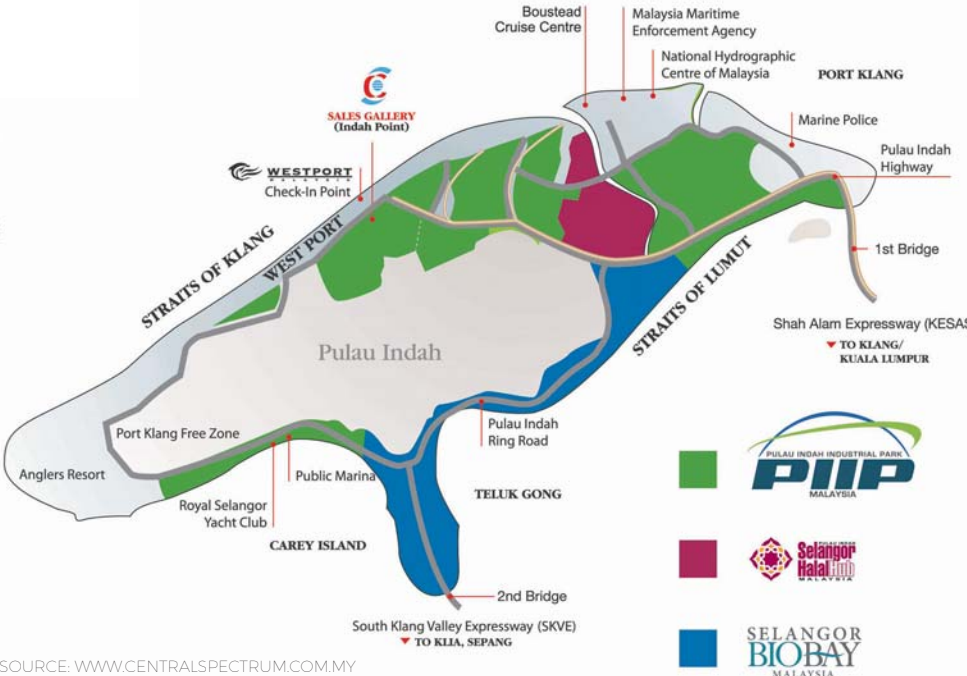 Boustead
Cruise Centre
Malaysia Maritime
Enforcement Agency
National Hydrographic
Centre of Malaysia
PORT KLANG
SALES GALLERY
(Indah Point)
Marine Police
Pulau Indah
Highway
WESTPORT
MALAYSIA
Check-In Point
STRAITS OF KLANG
WEST PORT
STRAITS OF LUMUT
1st Bridge
Shah Alam Expressway (KESAS
TO KLANG/
KUALA LUMPUR
Pulau Indah
Port Klang Free Zone
Pulau Indah
Ring Road
Anglers Resort
Public Marina
Royal Selangor
Yacht Club
TELUK GONG
CAREY ISLAND
2nd Bridge
South Klang Valley Expressway (SKVE)
TO KLIA, SEPANG
PULAU INDAH INDUSTRIAL PARK
PIIP
MALAYSIA
PULAU INDAH
Selangor
HalalHub
MALAYSIA
SELANGOR
BIOBAY
MALAYSIA
SOURCE: WWW.CENTRALSPECTRUM.COM.MY